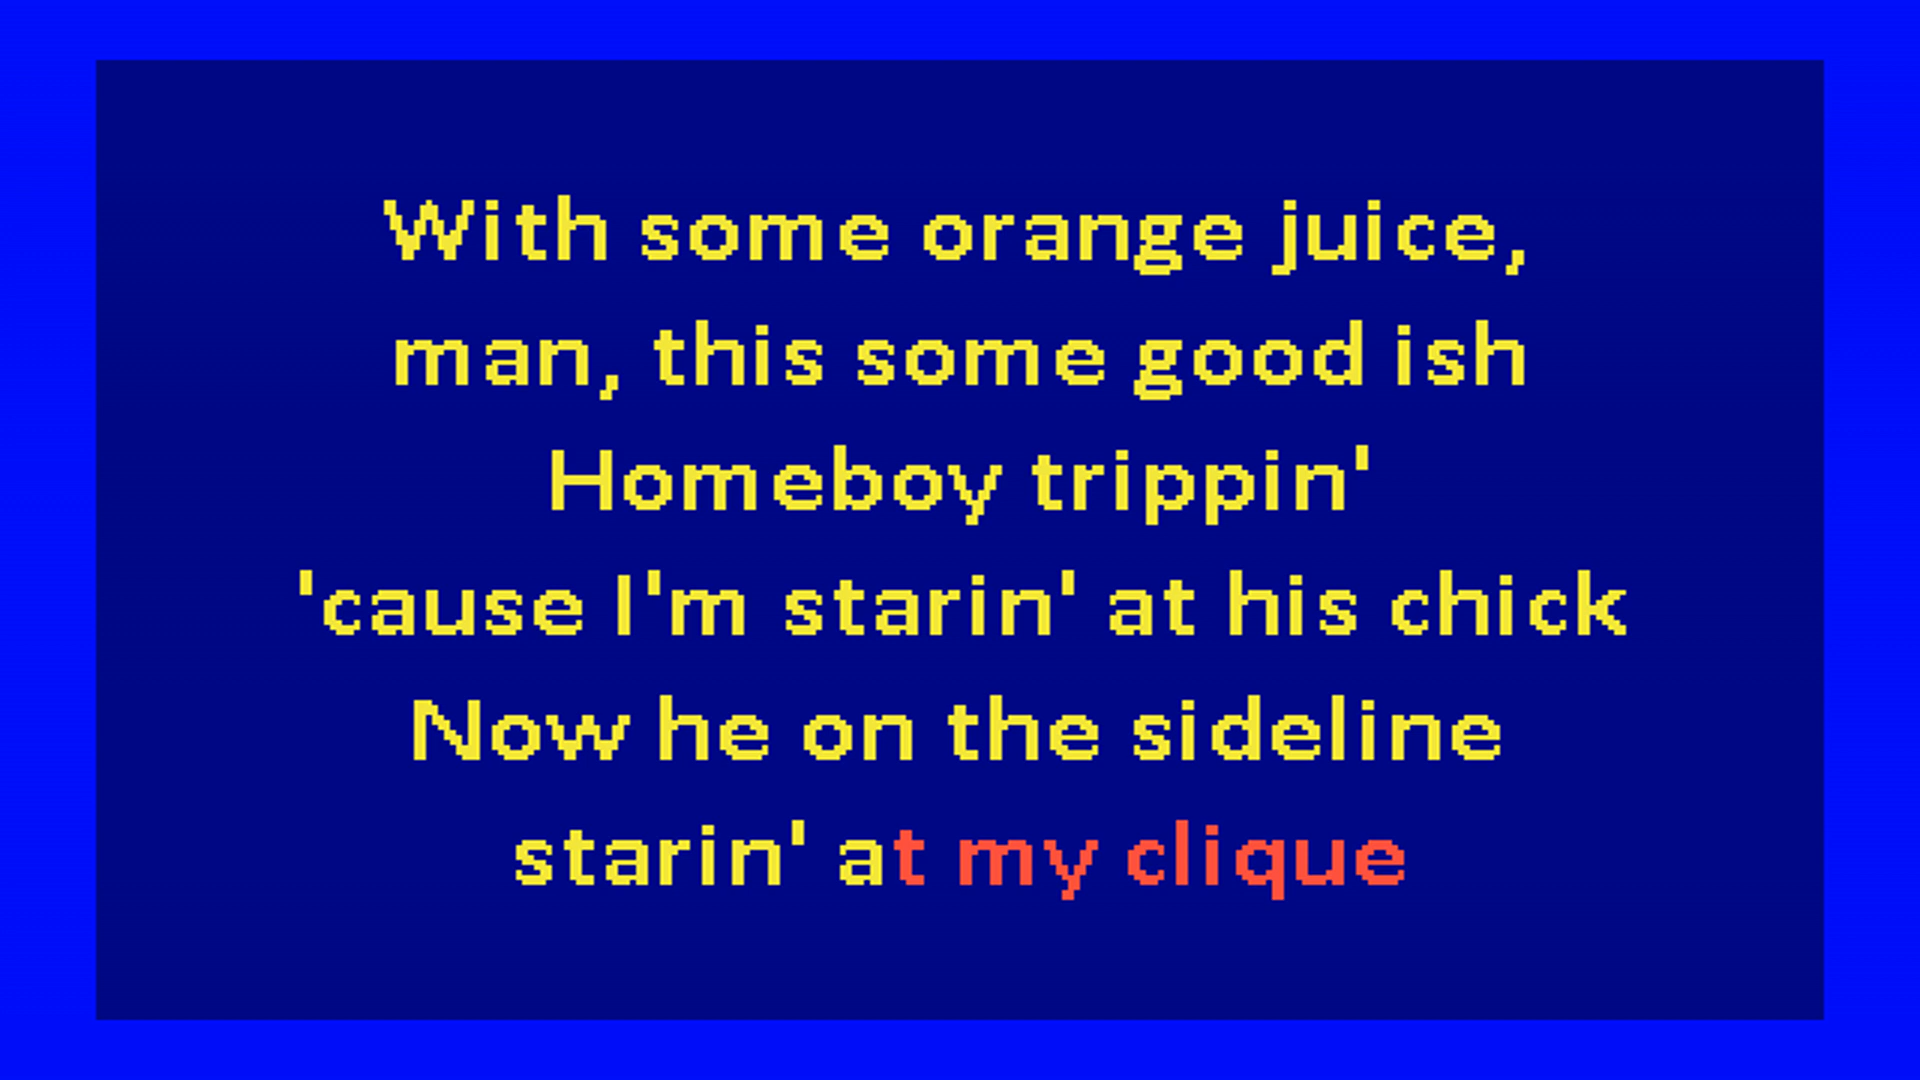 With some orange juice,
man, this some good ish
Homeboy trippin'
'cause I'm starin' at his chick
Now he on the sideline
starin' at my clique